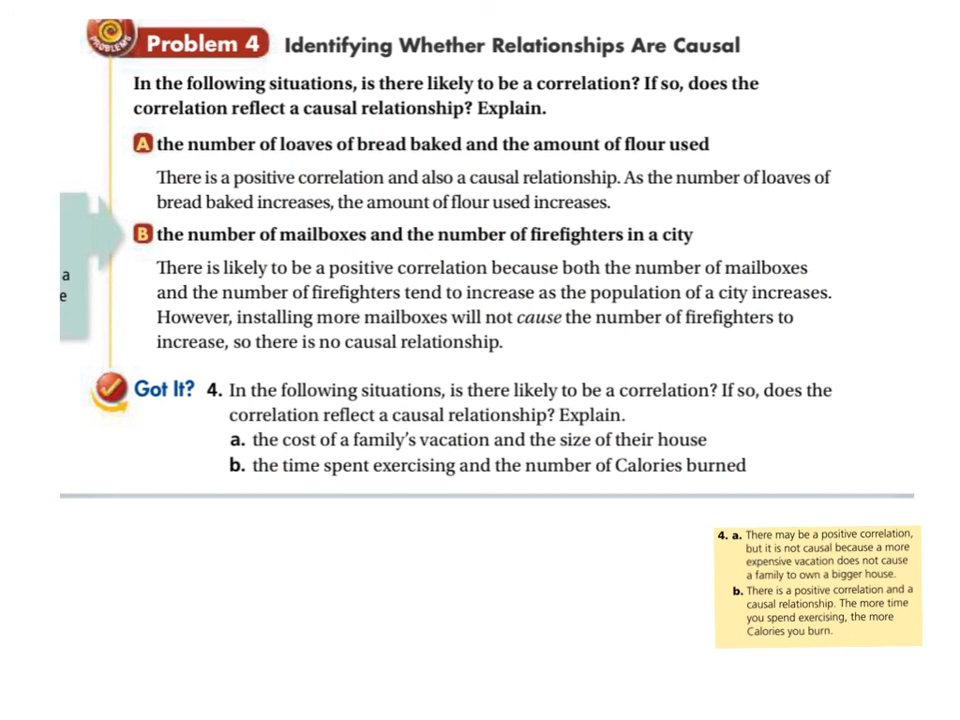 PROBLEMS
Problem 4 Identifying Whether Relationships Are Causal
In the following situations, is there likely to be a correlation? If so, does the
correlation reflect a causal relationship? Explain.
A the number of loaves of bread baked and the amount of flour used
There is a positive correlation and also a causal relationship. As the number of loaves of
bread baked increases, the amount of flour used increases.
B the number of mailboxes and the number of firefighters in a city
a
e
There is likely to be a positive correlation because both the number of mailboxes
and the number of firefighters tend to increase as the population of a city increases.
However, installing more mailboxes will not cause the number of firefighters to
increase, so there is no causal relationship.
Got It? 4. In the following situations, is there likely to be a correlation? If so, does the
correlation reflect a causal relationship? Explain.
a. the cost of a family's vacation and the size of their house
b. the time spent exercising and the number of Calories burned
4. a. There may be a positive correlation,
but it is not causal because a more
expensive vacation does not cause
a family to own a bigger house.
b. There is a positive correlation and a
causal relationship. The more time
you spend exercising, the more
Calories you burn.